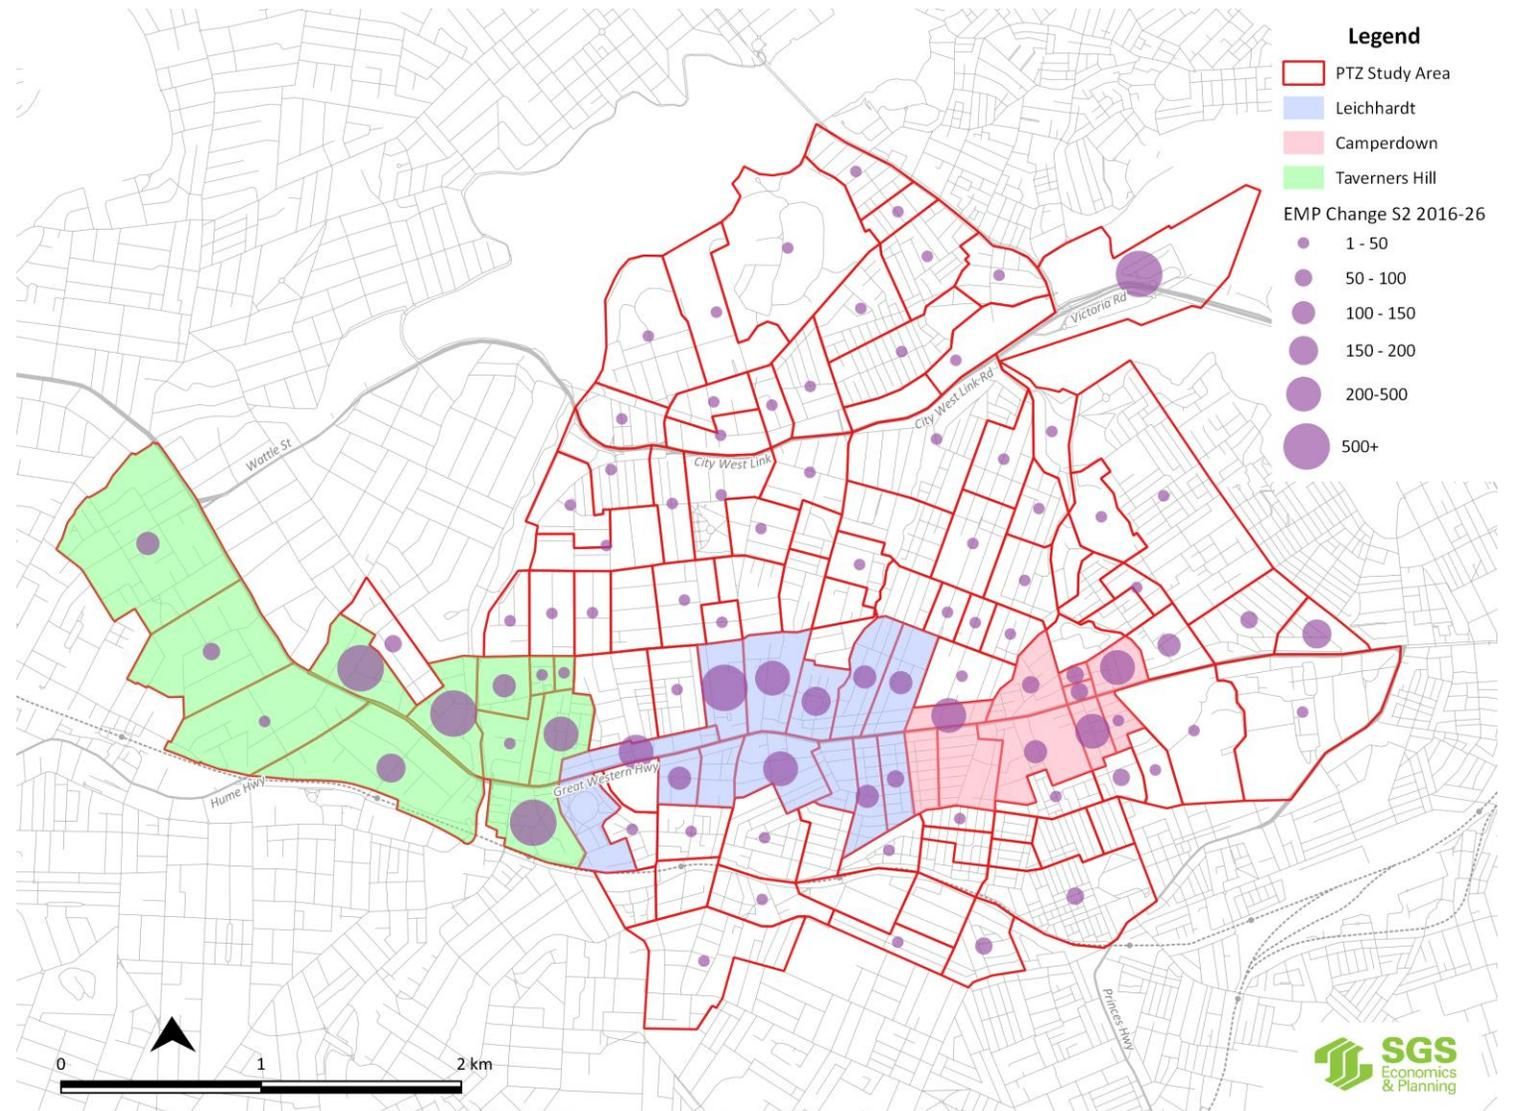 Legend
PTZ Study Area
Leichhardt
Camperdown
Taverners Hill
EMP Change S2 2016-26
1 - 50
50 - 100
100 - 150
150 - 200
200-500
500+
Victoria Rd
City West Link Rd
Wattle St
City West Link
Great Western Hwy
Hume Hwy
Princes Hwy
0 1 2 km
SGS
Economics
& Planning